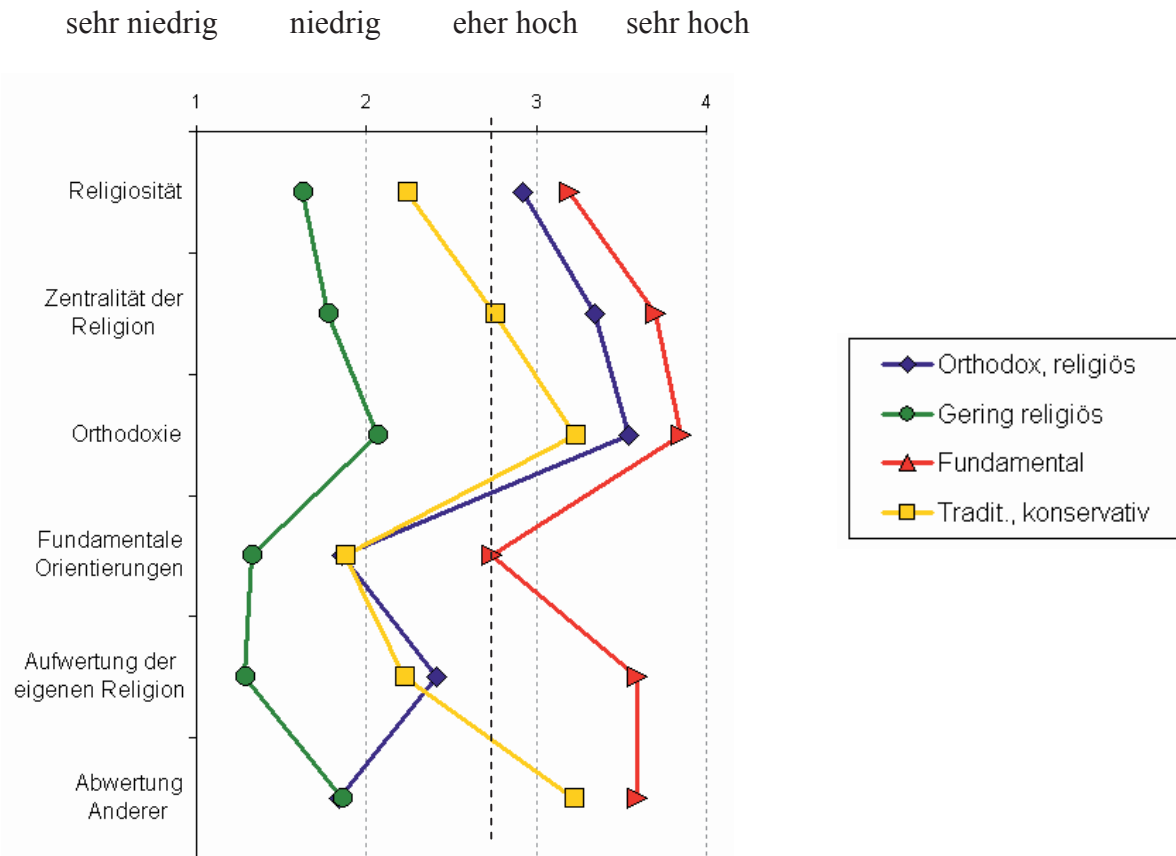 sehr niedrig niedrig eher hoch sehr hoch
1 2 3 4
Religiosität
Zentralität der
Religion
Orthodoxie
Fundamentale
Orientierungen
Aufwertung der
eigenen Religion
Abwertung
Anderer
Orthodox, religiös
Gering religiös
Fundamental
Tradit., konservativ